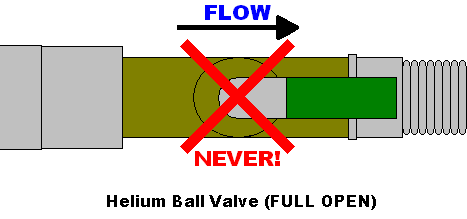 FLOW
NEVER!
Helium Ball Valve (FULL OPEN)